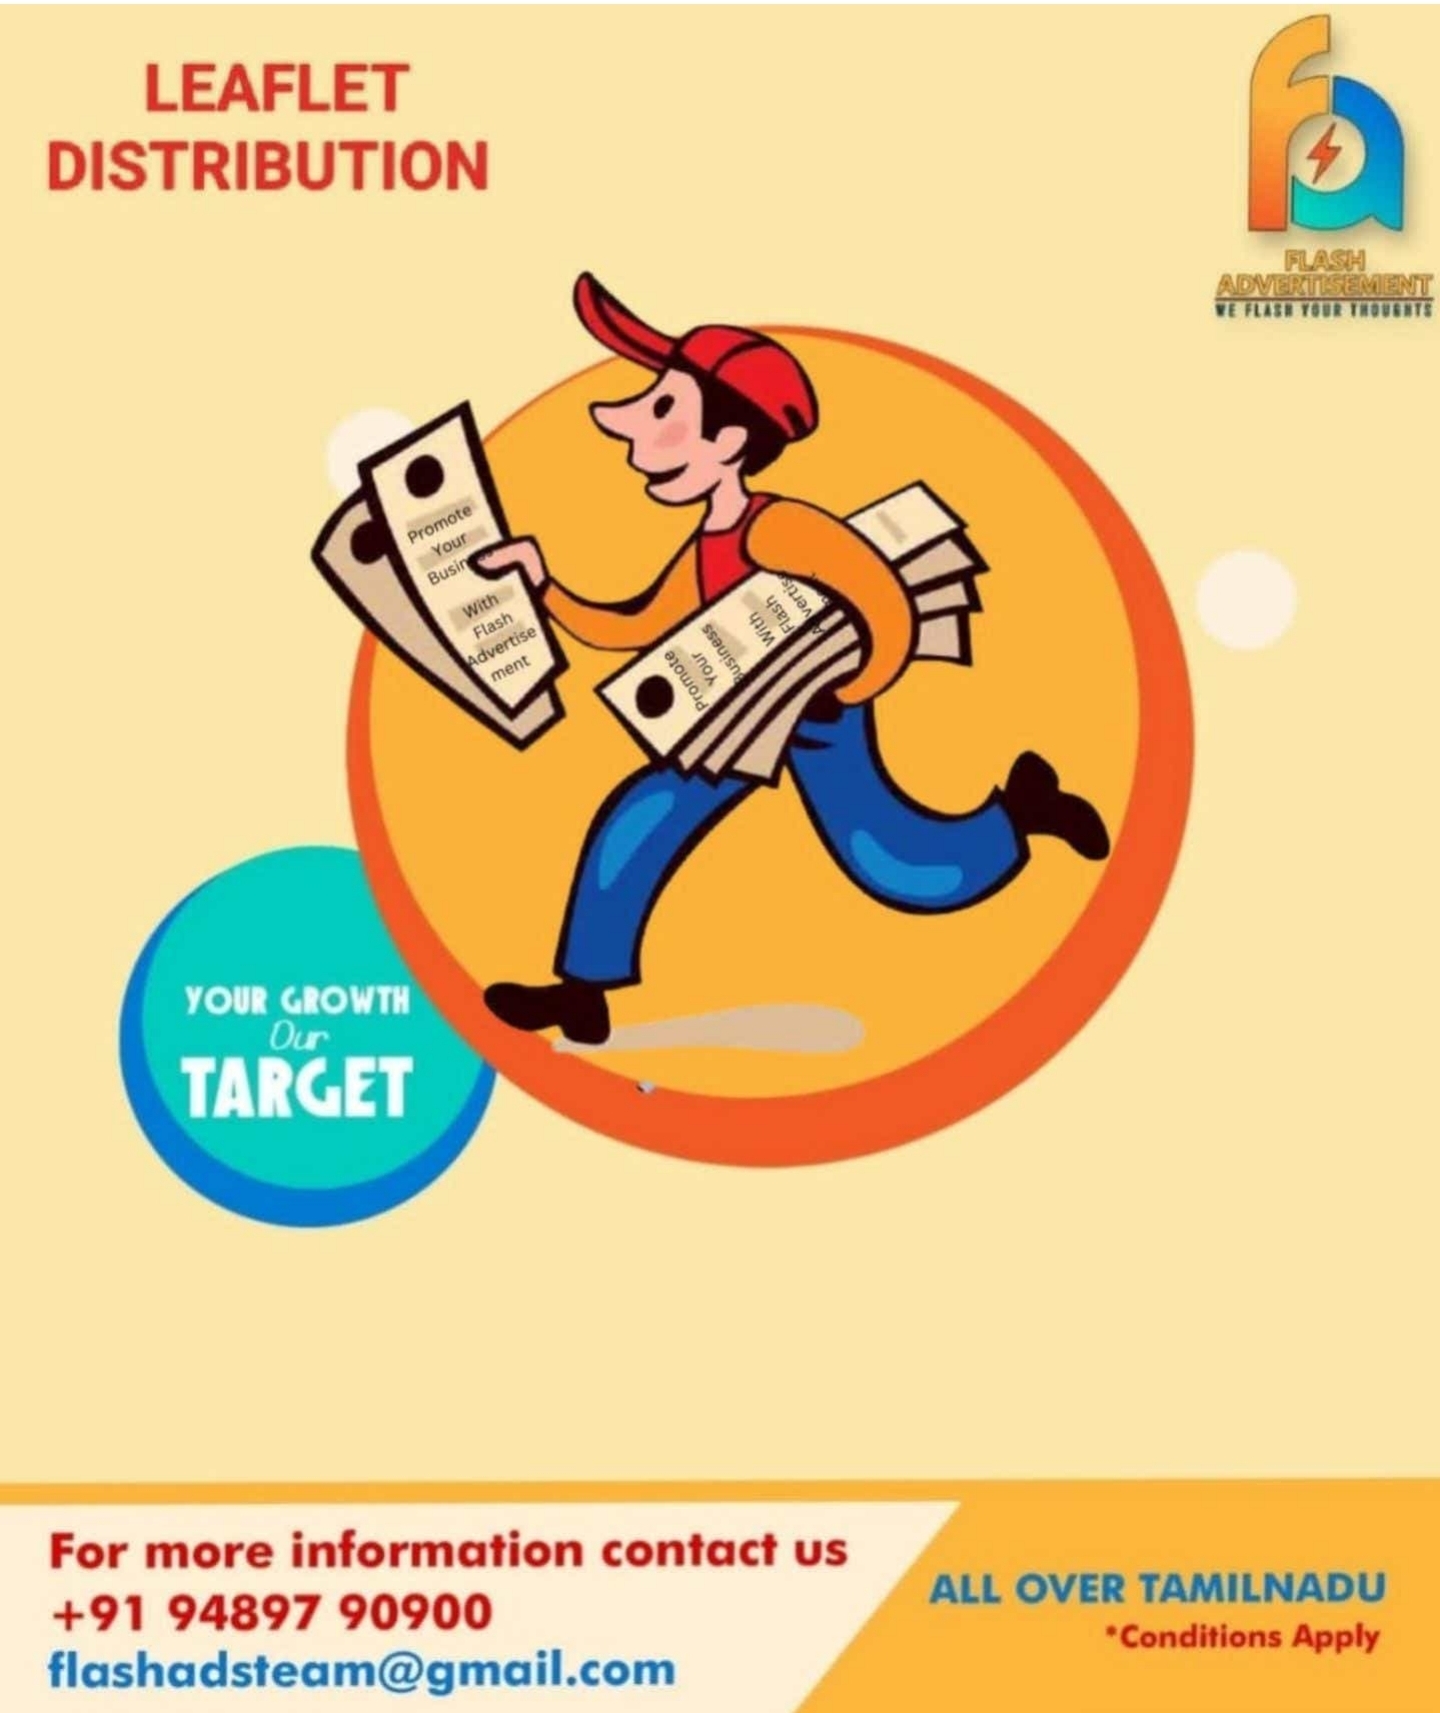 LEAFLET
DISTRIBUTION
FLASH
ADVERTISEMENT
WE FLASH YOUR THOUGHTS
Promote
Your
Busin
With
Flash
Advertise
ment
Promote
Your
Business
With
Flash
YOUR GROWTH
Our
TARGET
For more information contact us
+91 94897 90900
flashadsteam@gmail.com
ALL OVER TAMILNADU
*Conditions Apply